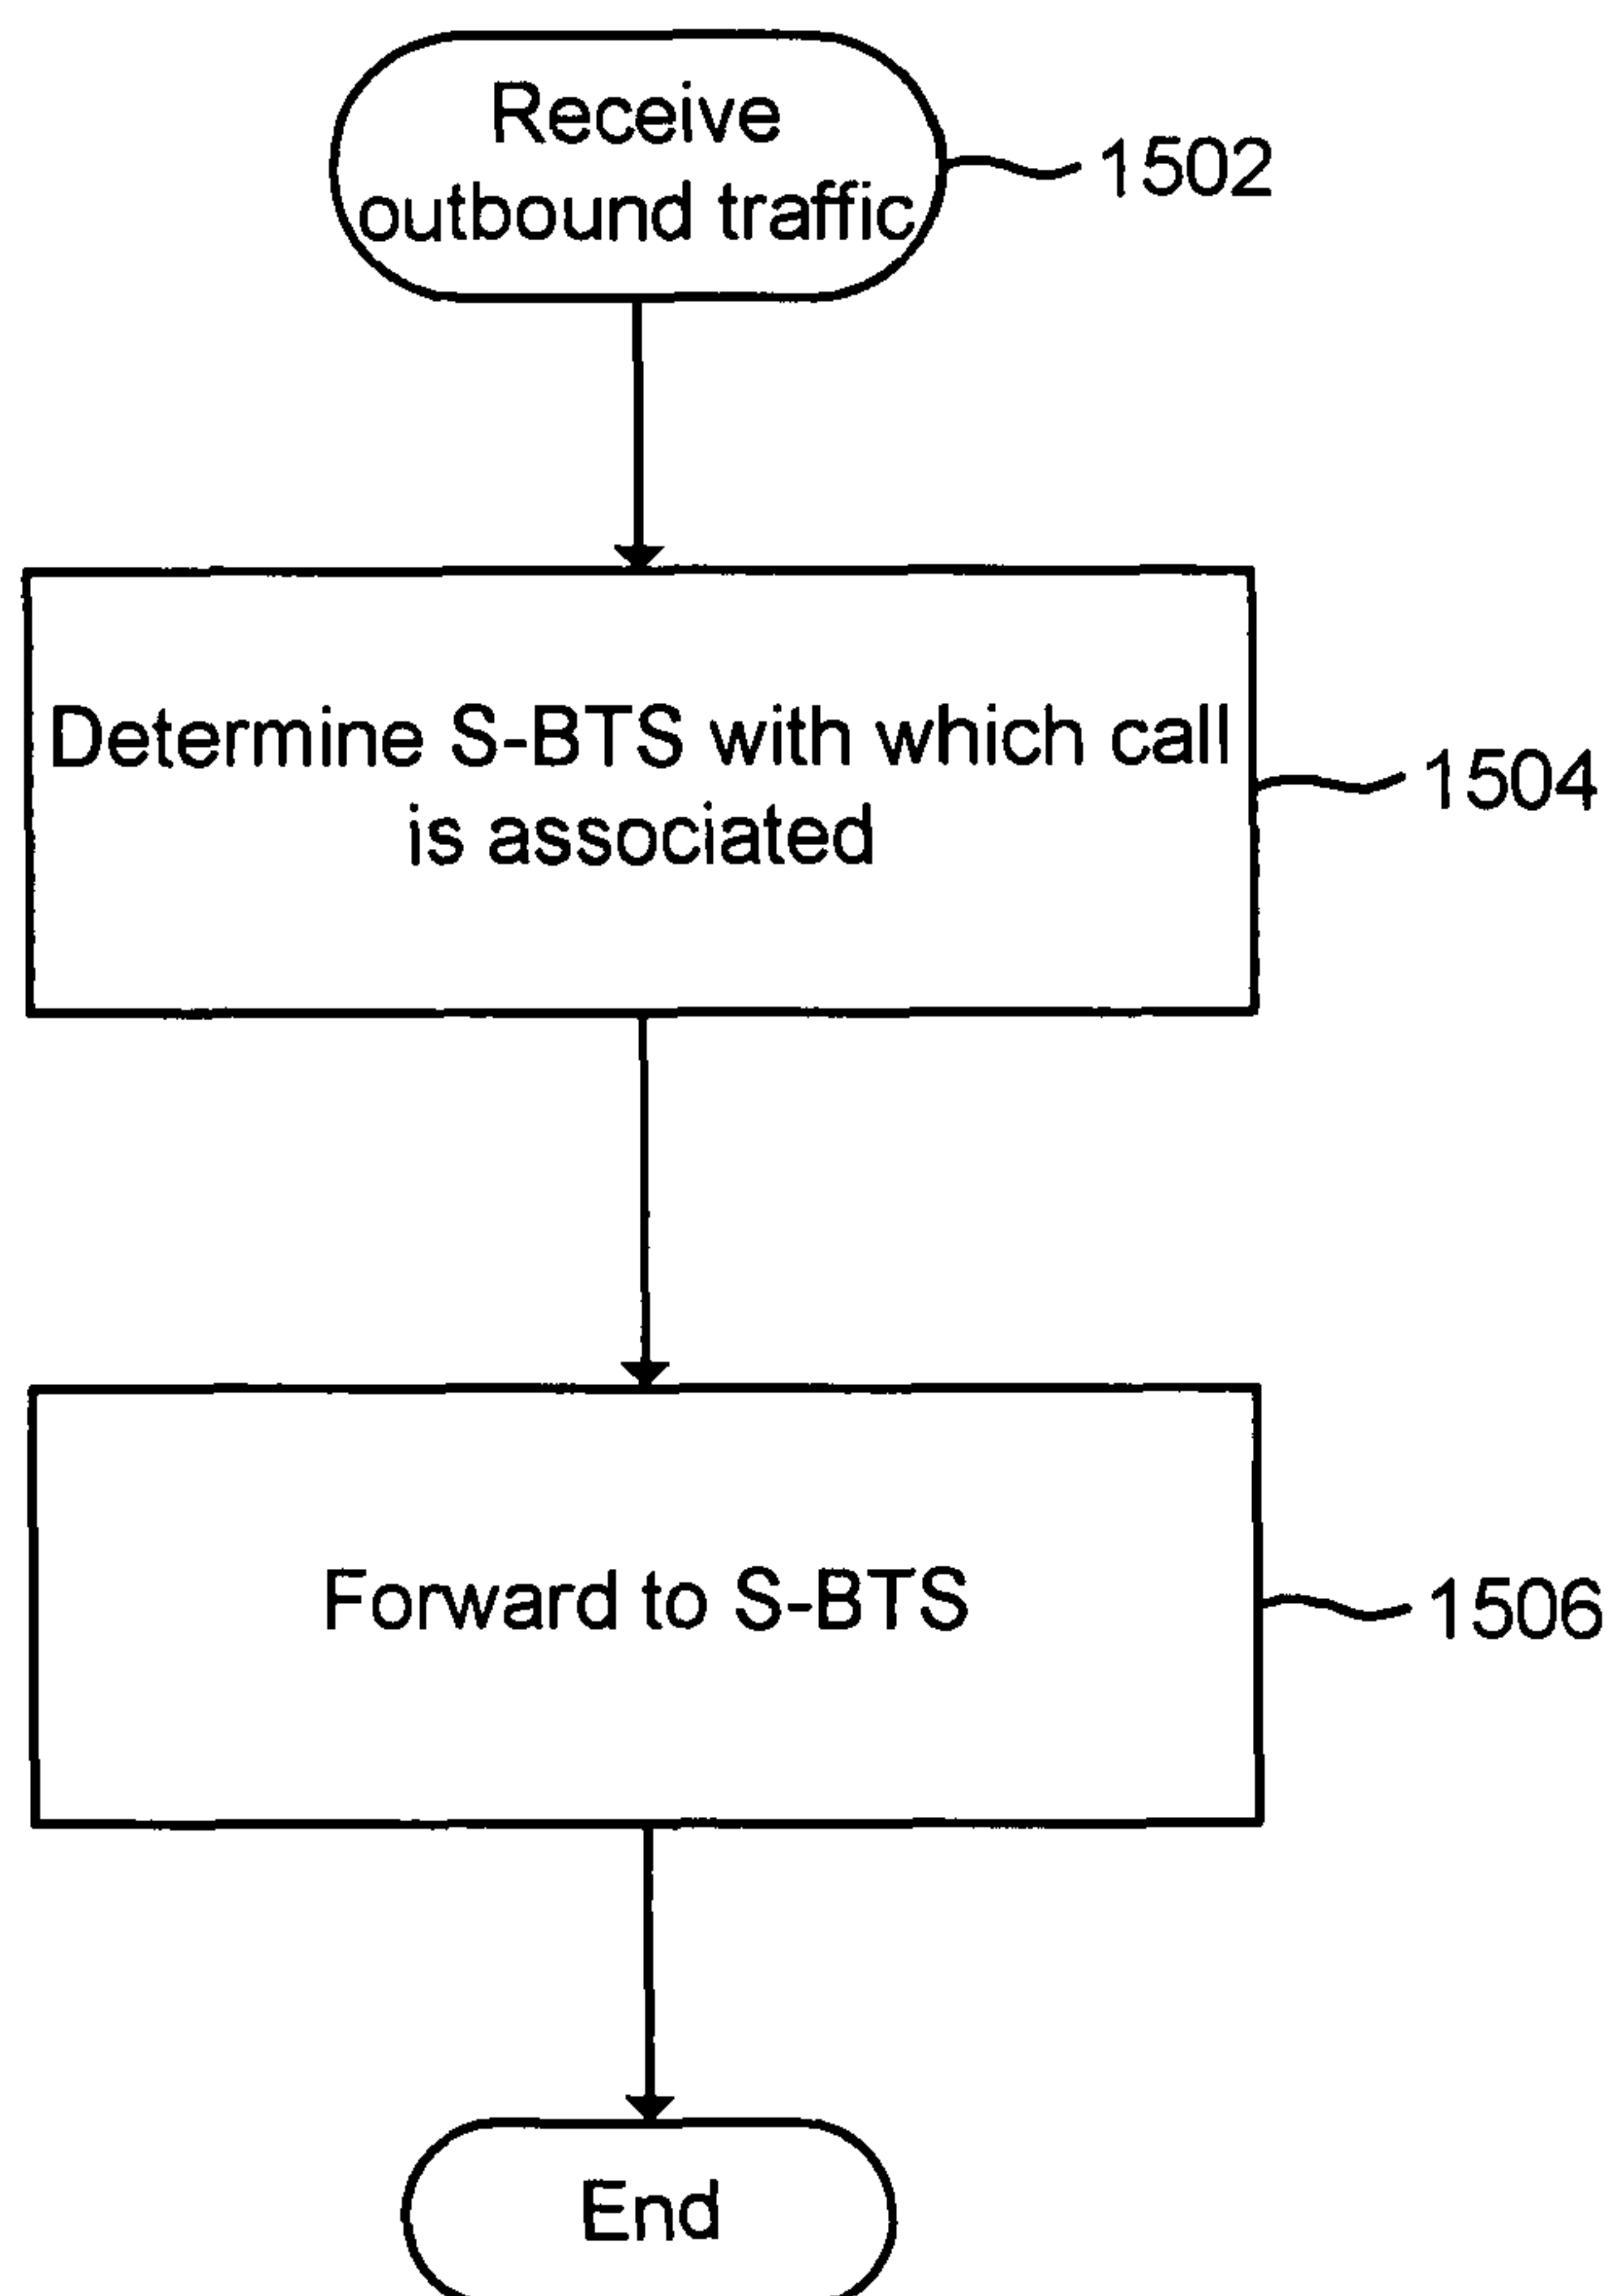 Receive
outbound traffic
1502
Determine S-BTS with which call
is associated
1504
Forward to S-BTS
1506
End